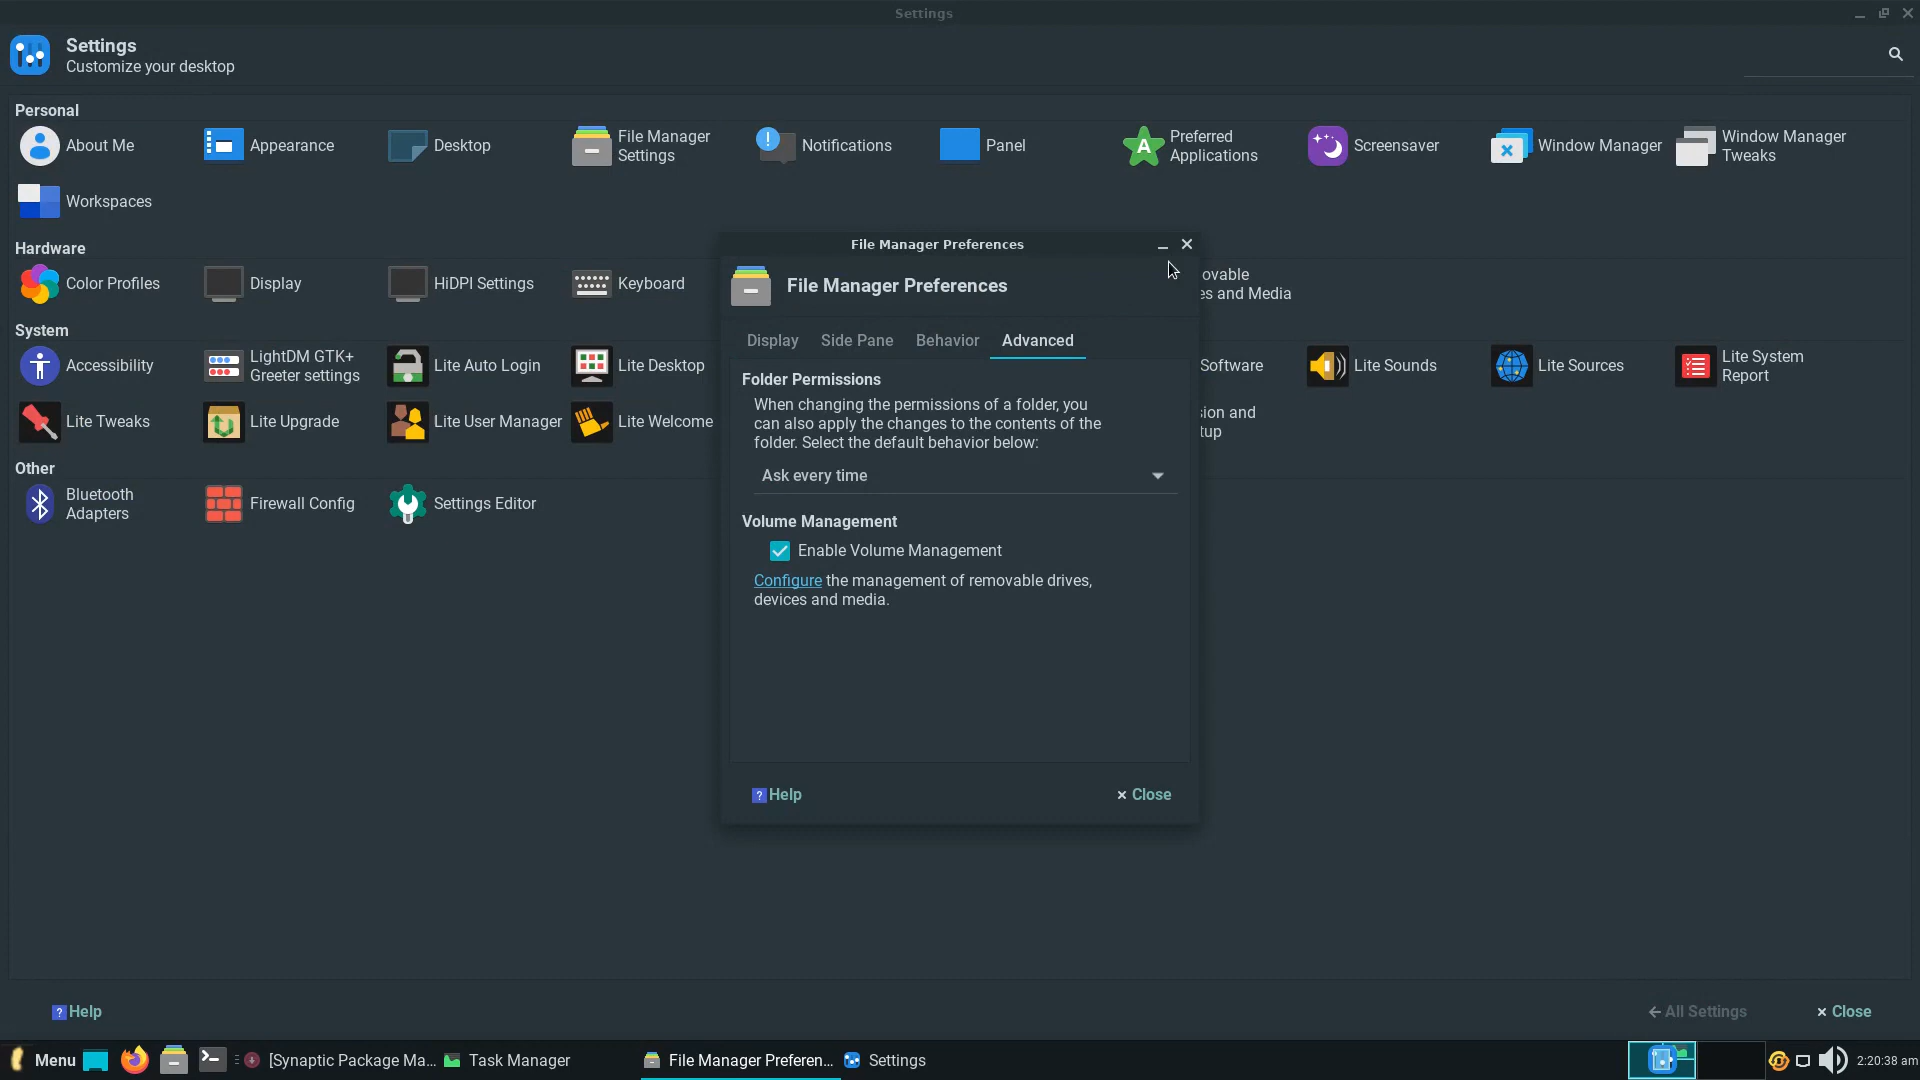 Settings
Settings
Customize your desktop
Personal
About Me
Appearance
Desktop
File Manager
Settings
Notifications
Panel
Preferred
Applications
Screensaver
Window Manager
Window Manager
Tweaks
Workspaces
Hardware
Color Profiles
Display
HiDPI Settings
Keyboard
ovable
es and Media
System
Accessibility
LightDM GTK+
Greeter settings
Lite Auto Login
Lite Desktop
Software
Lite Sounds
Lite Sources
Lite System
Report
Lite Tweaks
Lite Upgrade
Lite User Manager
Lite Welcome
sion and
tup
Other
Bluetooth
Adapters
Firewall Config
Settings Editor
File Manager Preferences
File Manager Preferences
Display
Side Pane
Behavior
Advanced
Folder Permissions
When changing the permissions of a folder, you
can also apply the changes to the contents of the
folder. Select the default behavior below:
Ask every time
Volume Management
Enable Volume Management
Configure the management of removable drives,
devices and media.
? Help
× Close
? Help
← All Settings
× Close
Menu
[Synaptic Package Ma...
Task Manager
File Manager Preferen...
Settings
2:20:38 am